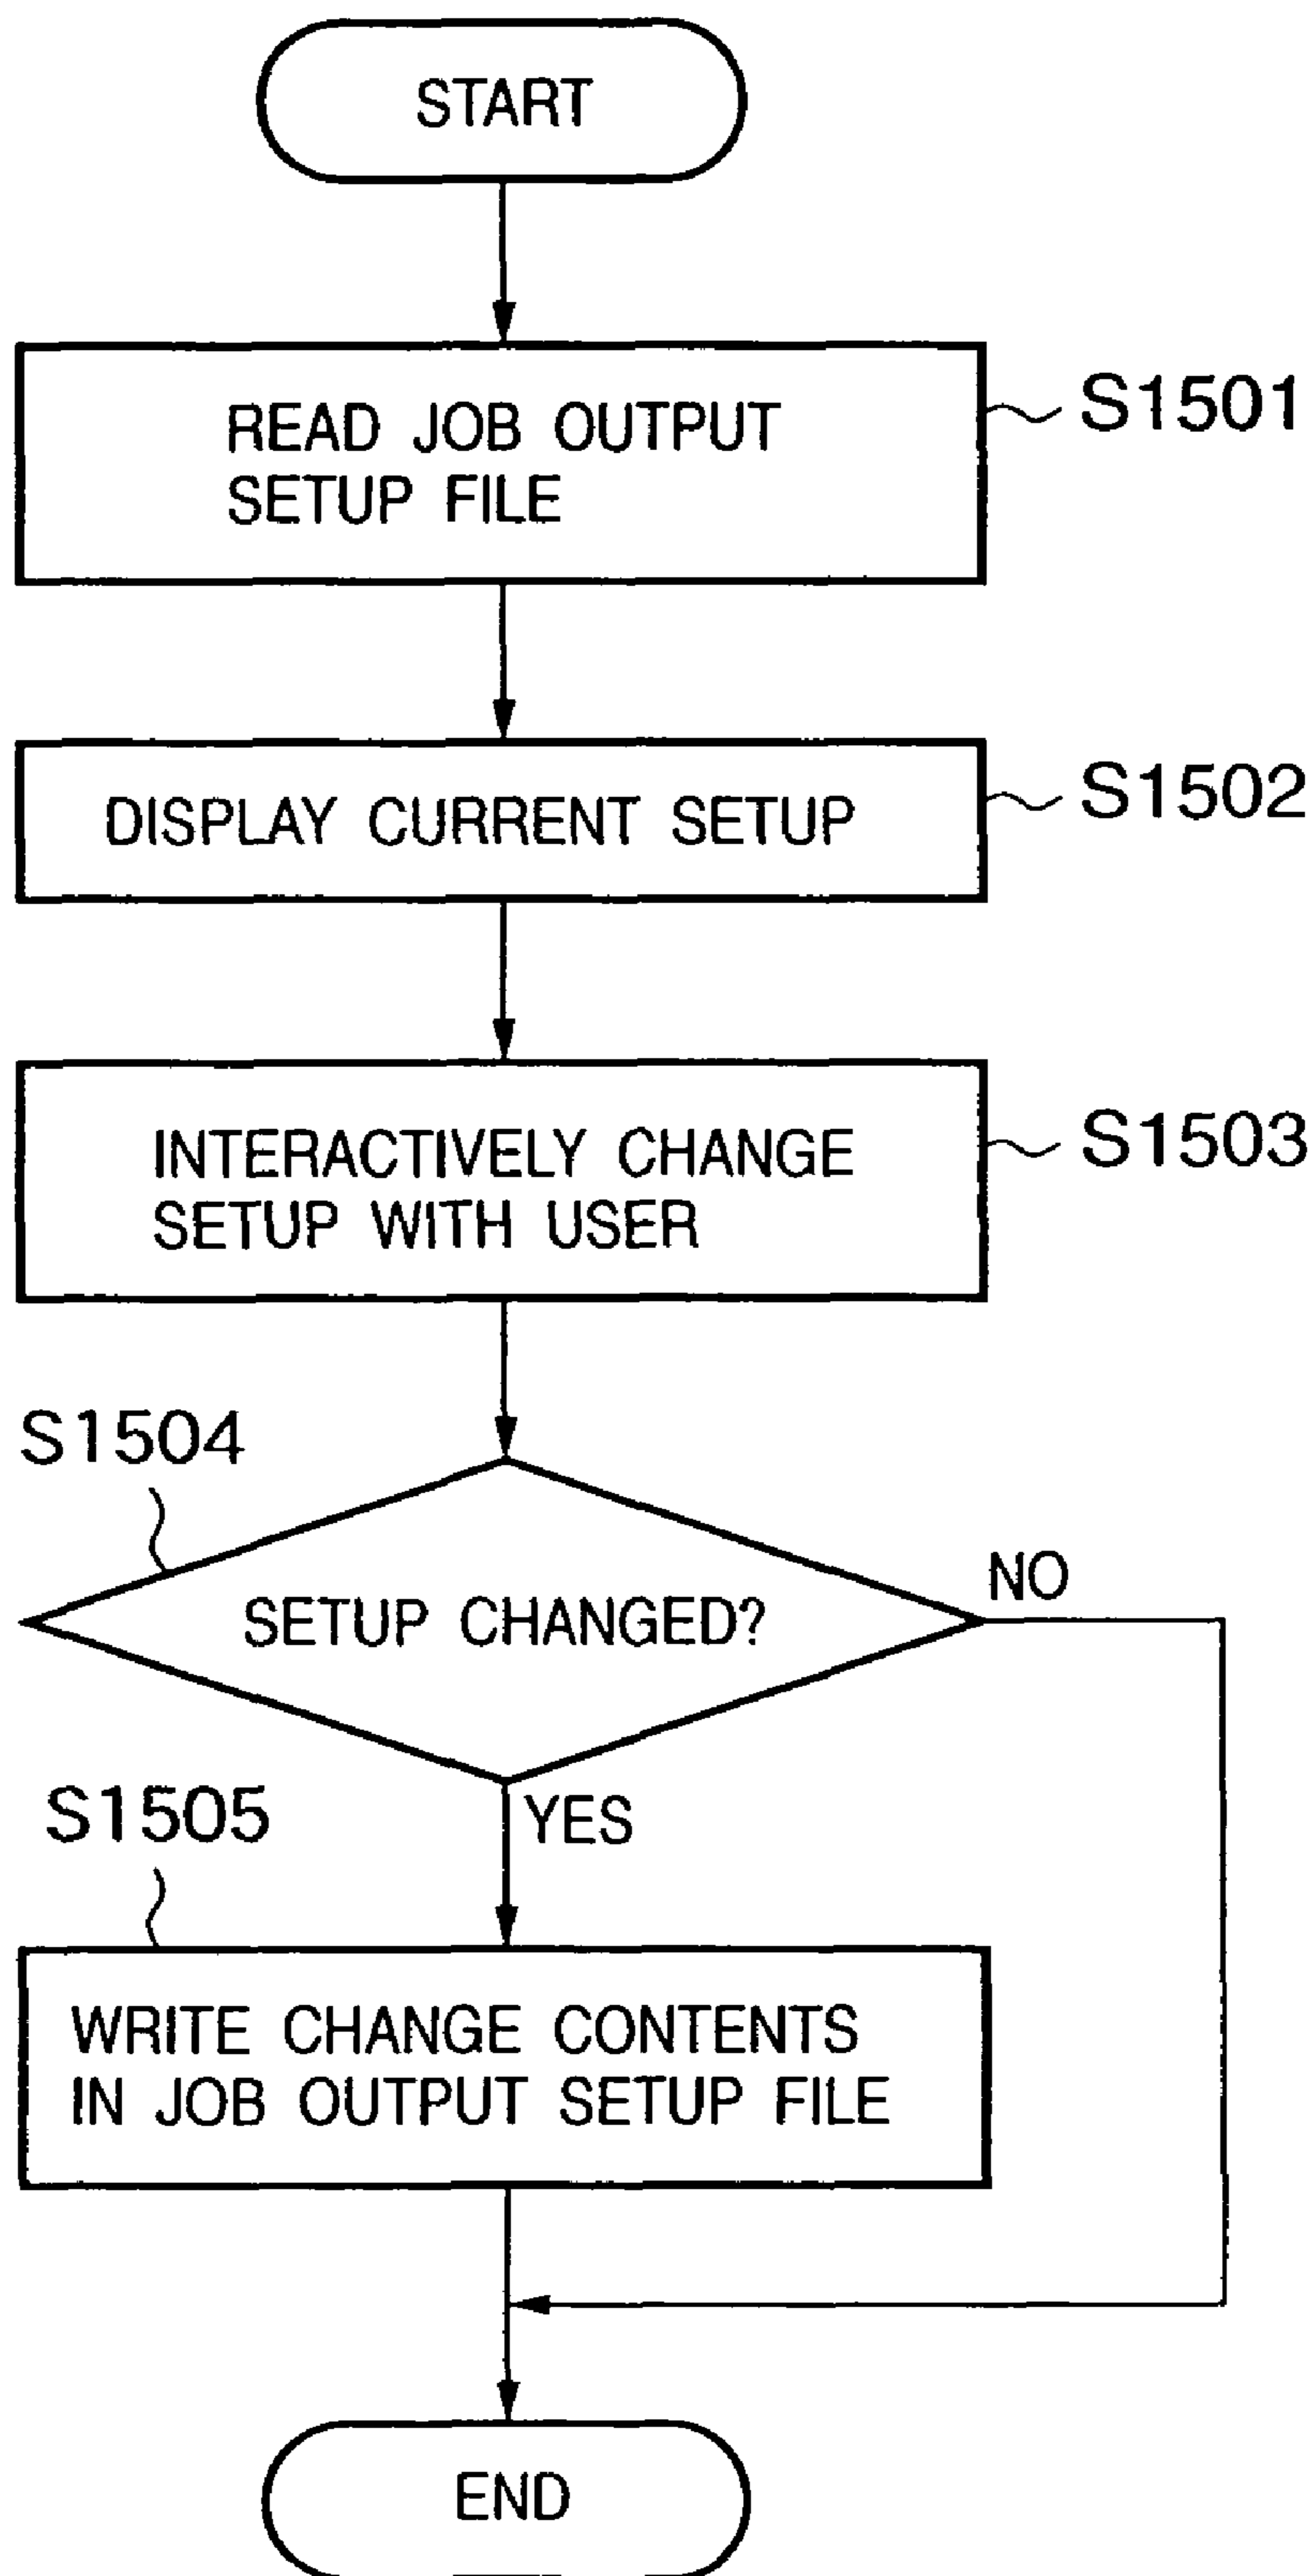 START
READ JOB OUTPUT
SETUP FILE
S1501
DISPLAY CURRENT SETUP
S1502
INTERACTIVELY CHANGE
SETUP WITH USER
S1503
S1504
SETUP CHANGED?
NO
YES
S1505
WRITE CHANGE CONTENTS
IN JOB OUTPUT SETUP FILE
END